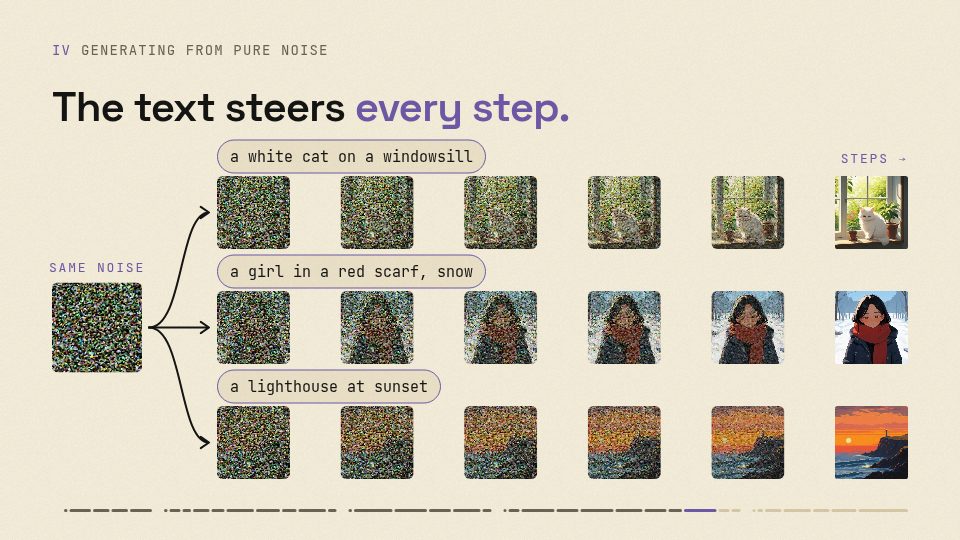 IV GENERATING FROM PURE NOISE
The text steers every step.
a white cat on a windowsill
STEPS →
a girl in a red scarf, snow
SAME NOISE
a lighthouse at sunset